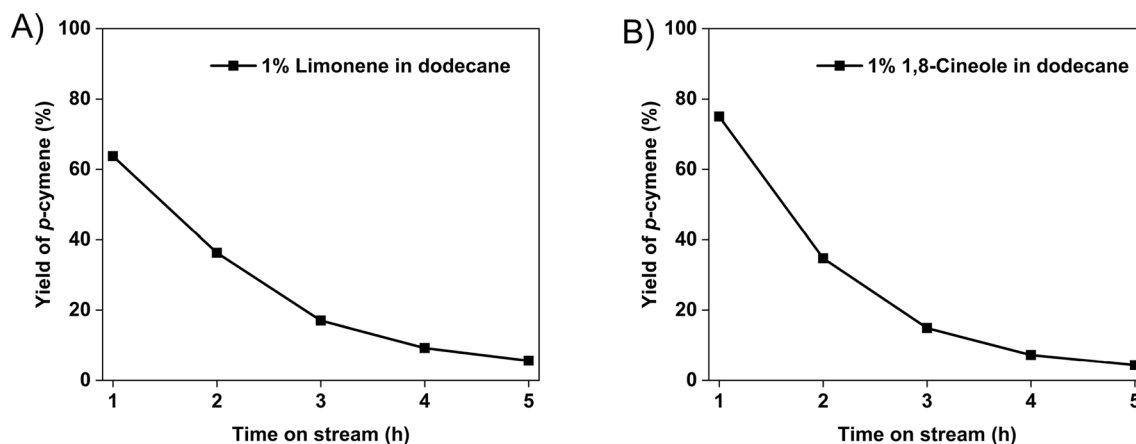 A)
1% Limonene in dodecane
Yield of p-cymene (%)
100
80
60
40
20
0
1 2 3 4 5
Time on stream (h)
B)
1% 1,8-Cineole in dodecane
Yield of p-cymene (%)
100
80
60
40
20
0
1 2 3 4 5
Time on stream (h)